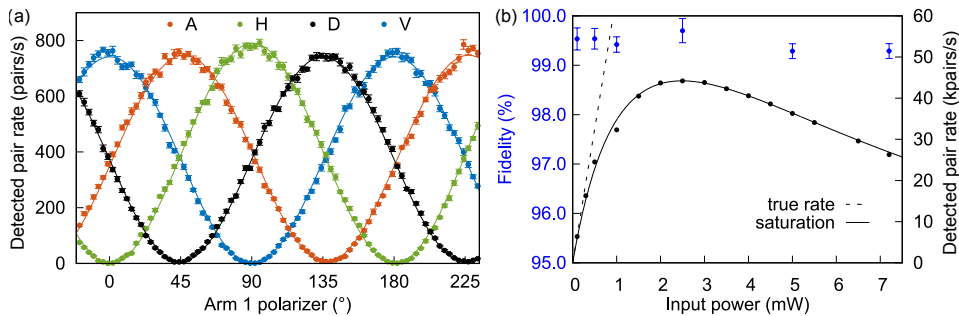 (a)
A H D V
Detected pair rate (pairs/s)
800
600
400
200
0
0 45 90 135 180 225
Arm 1 polarizer (°)
(b)
Fidelity (%)
100.0
99.0
98.0
97.0
96.0
95.0
true rate
saturation
0 1 2 3 4 5 6 7
Input power (mW)
60
50
40
30
20
10
0
Detected pair rate (kpairs/s)